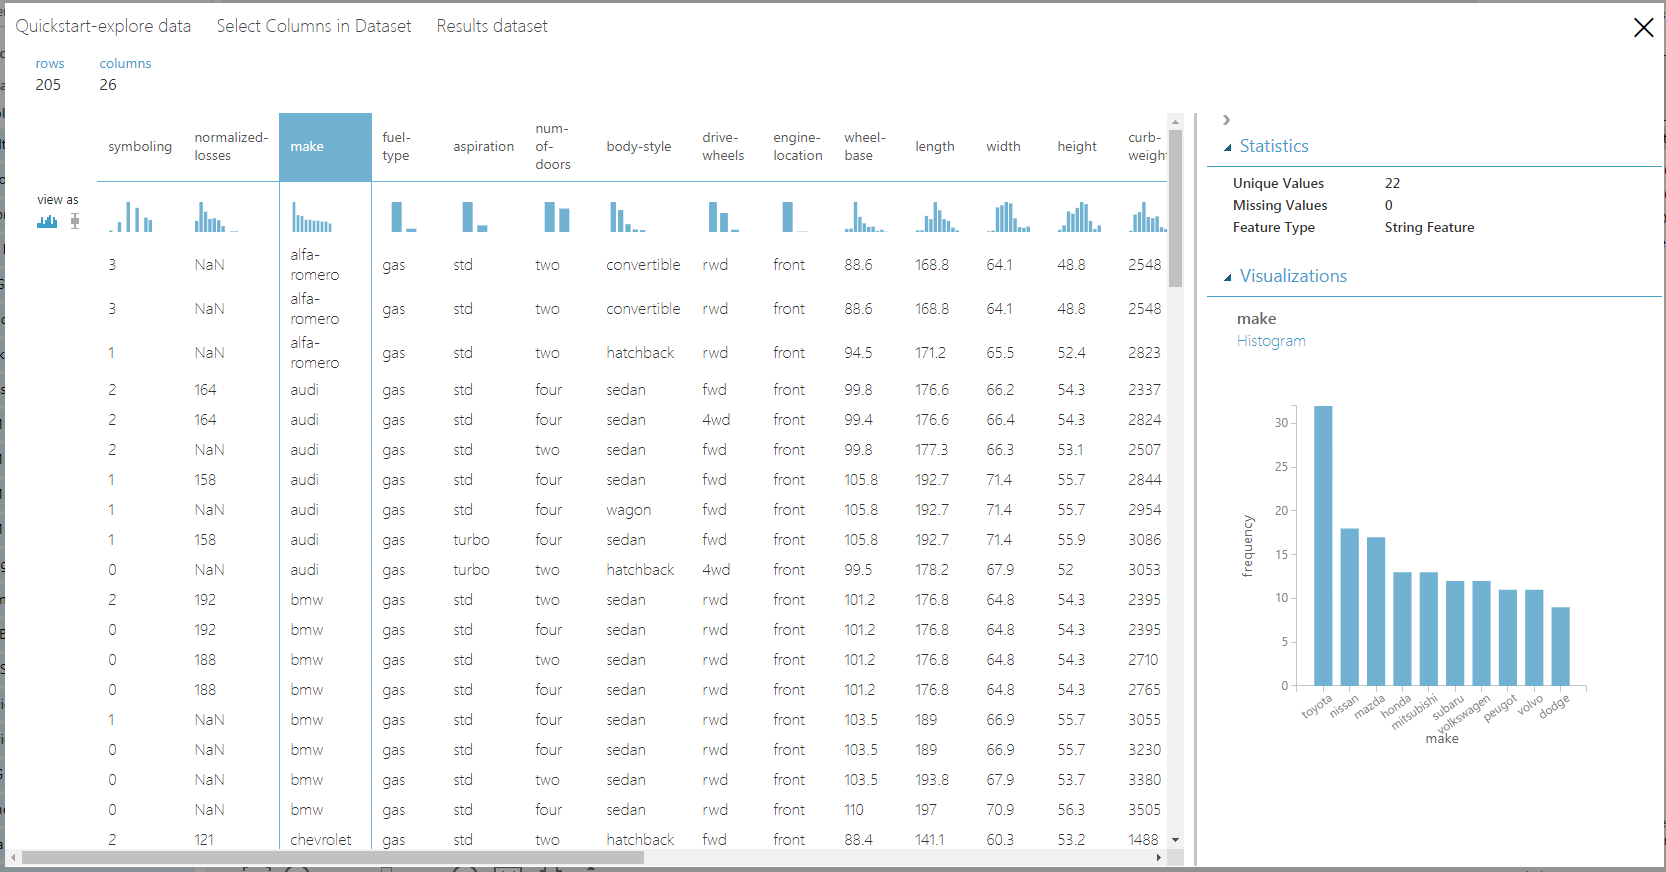 Quickstart-explore data Select Columns in Dataset Results dataset
rows columns
205 26
symboling normalized-losses make fuel-type aspiration num-of-doors body-style drive-wheels engine-location wheel-base length width height curb-weight
view as
3 NaN alfa-romero gas std two convertible rwd front 88.6 168.8 64.1 48.8 2548
3 NaN alfa-romero gas std two convertible rwd front 88.6 168.8 64.1 48.8 2548
1 NaN alfa-romero gas std two hatchback rwd front 94.5 171.2 65.5 52.4 2823
2 164 audi gas std four sedan fwd front 99.8 176.6 66.2 54.3 2337
2 164 audi gas std four sedan 4wd front 99.4 176.6 66.4 54.3 2824
2 NaN audi gas std two sedan fwd front 99.8 177.3 66.3 53.1 2507
1 158 audi gas std four sedan fwd front 105.8 192.7 71.4 55.7 2844
1 NaN audi gas std four wagon fwd front 105.8 192.7 71.4 55.7 2954
1 158 audi gas turbo four sedan fwd front 105.8 192.7 71.4 55.9 3086
0 NaN audi gas turbo two hatchback 4wd front 99.5 178.2 67.9 52 3053
2 192 bmw gas std two sedan rwd front 101.2 176.8 64.8 54.3 2395
0 192 bmw gas std four sedan rwd front 101.2 176.8 64.8 54.3 2395
0 188 bmw gas std two sedan rwd front 101.2 176.8 64.8 54.3 2710
0 188 bmw gas std four sedan rwd front 101.2 176.8 64.8 54.3 2765
1 NaN bmw gas std four sedan rwd front 103.5 189 66.9 55.7 3055
0 NaN bmw gas std four sedan rwd front 103.5 189 66.9 55.7 3230
0 NaN bmw gas std two sedan rwd front 103.5 193.8 67.9 53.7 3380
0 NaN bmw gas std four sedan rwd front 110 197 70.9 56.3 3505
2 121 chevrolet gas std two hatchback fwd front 88.4 141.1 60.3 53.2 1488
Statistics
Unique Values 22
Missing Values 0
Feature Type String Feature
Visualizations
make
Histogram
30
25
20
15
10
5
0
frequency
toyota nissan mazda honda mitsubishi subaru volkswagen peugot volvo dodge
make